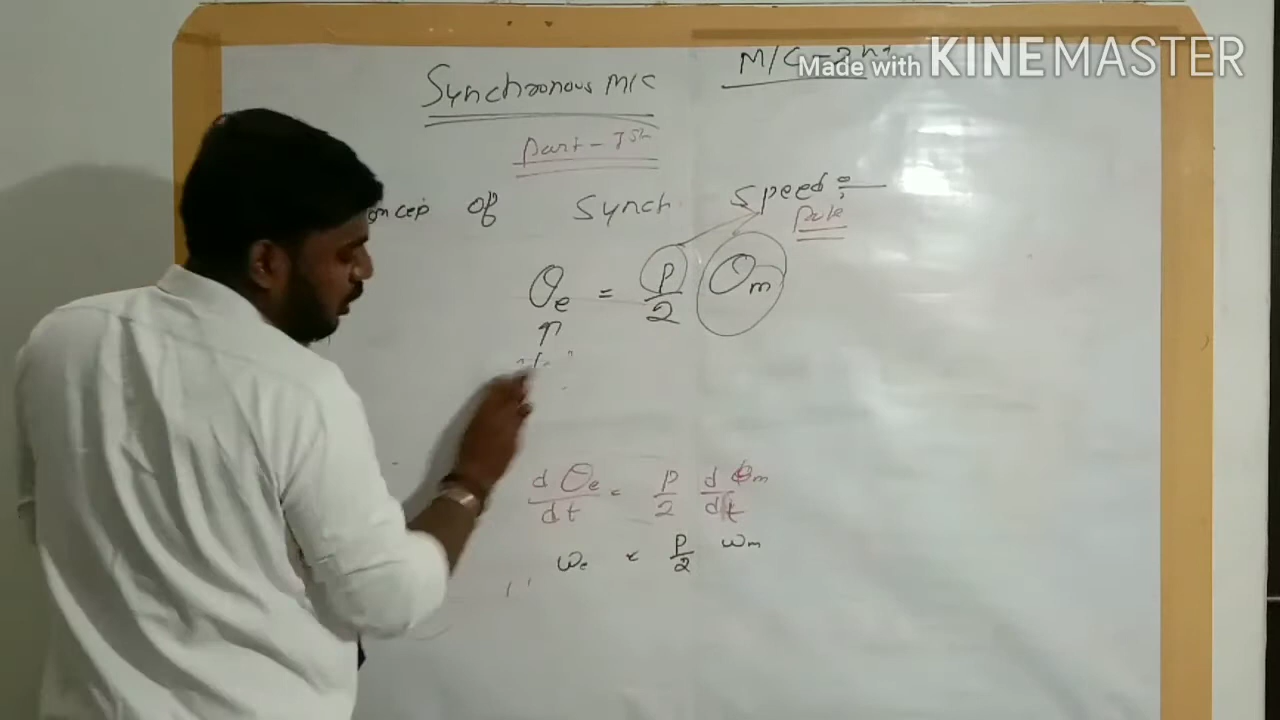 Synchronous M/C
M/C -
Made with KINEMASTER
Part -
oncep of Synch speed :-
Pole
θe = P/2 θm
dθe/dt = P/2 dθm/dt
ωe = P/2 ωm